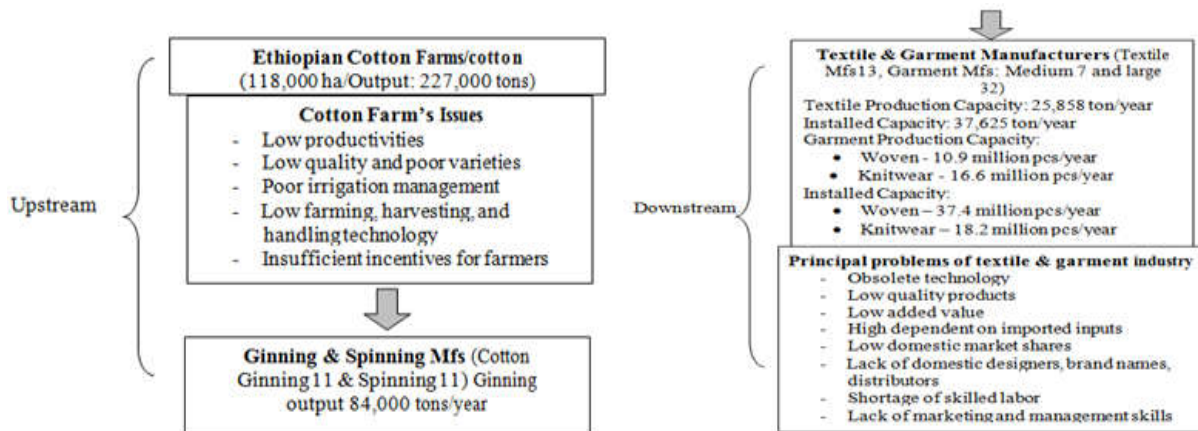 Upstream
Ethiopian Cotton Farms/cotton
(118,000 ha/Output: 227,000 tons)
Cotton Farm's Issues
- Low productivities
- Low quality and poor varieties
- Poor irrigation management
- Low farming, harvesting, and
handling technology
- Insufficient incentives for farmers
Ginning & Spinning Mfs (Cotton
Ginning 11 & Spinning 11) Ginning
output 84,000 tons/year
Downstream
Textile & Garment Manufacturers (Textile
Mfs13, Garment Mfs: Medium 7 and large
32)
Textile Production Capacity: 25,858 ton/year
Installed Capacity: 37,625 ton/year
Garment Production Capacity:
• Woven - 10.9 million pcs/year
• Knitwear - 16.6 million pcs/year
Installed Capacity:
• Woven – 37.4 million pcs/year
• Knitwear – 18.2 million pcs/year
Principal problems of textile & garment industry
- Obsolete technology
- Low quality products
- Low added value
- High dependent on imported inputs
- Low domestic market shares
- Lack of domestic designers, brand names,
distributors
- Shortage of skilled labor
- Lack of marketing and management skills